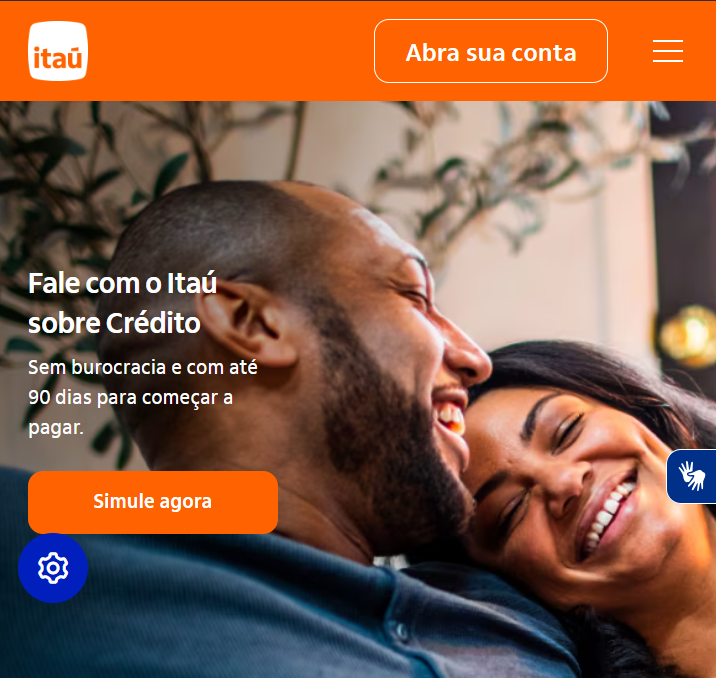 itaú
Abra sua conta
Fale com o Itaú
sobre Crédito
Sem burocracia e com até
90 dias para começar a
pagar.
Simule agora